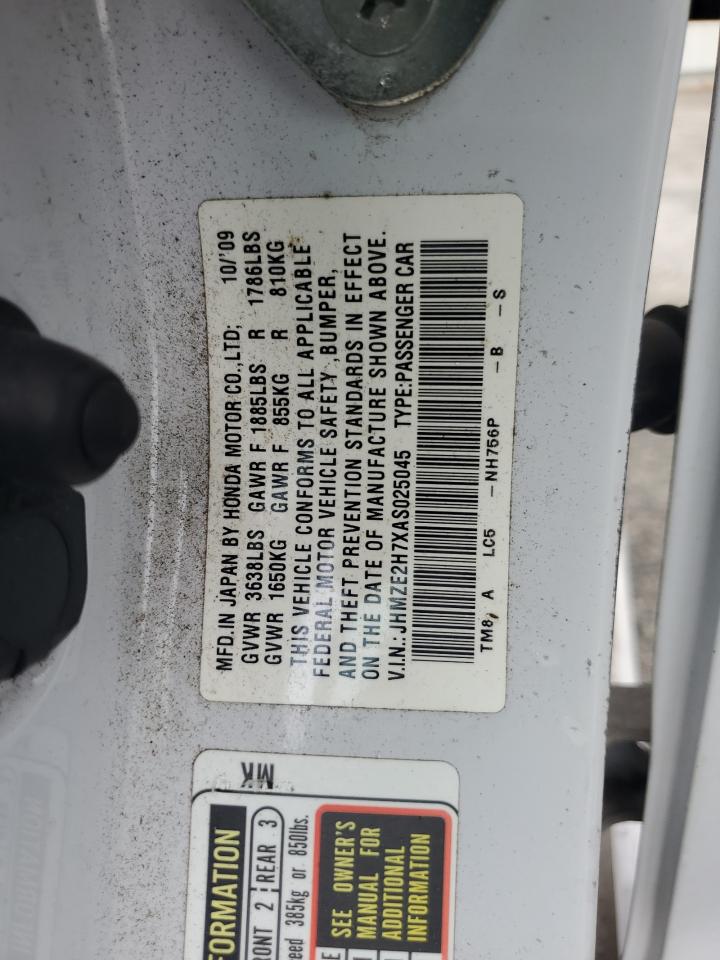 MFD.IN JAPAN BY HONDA MOTOR CO.,LTD; 10/'09
GVWR 3638LBS GAWR F 1885LBS R 1786LBS
GVWR 1650KG GAWR F 855KG R 810KG
THIS VEHICLE CONFORMS TO ALL APPLICABLE
FEDERAL MOTOR VEHICLE SAFETY ,BUMPER,
AND THEFT PREVENTION STANDARDS IN EFFECT
ON THE DATE OF MANUFACTURE SHOWN ABOVE.
V.I.N.:JHMZE2H7XAS025045 TYPE:PASSENGER CAR
TM8, A LC5 -NH756P -B -S
MK
FORMATION
RONT 2 REAR 3
eed 385kg or 850lbs.
SEE OWNER'S
MANUAL FOR
ADDITIONAL
INFORMATION